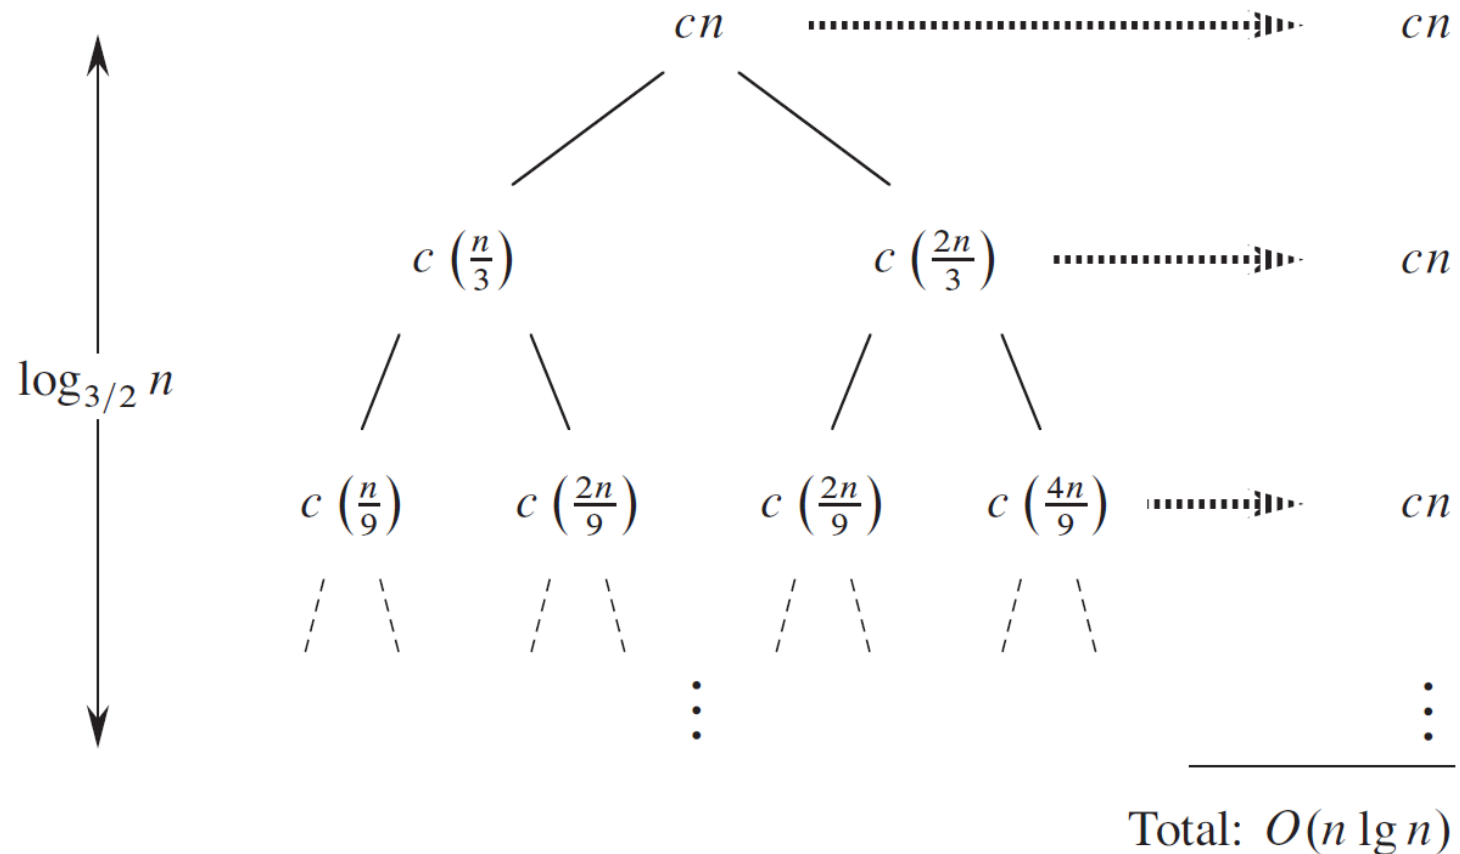 cn cn
c (n/3) c (2n/3) cn
log_{3/2} n
c (n/9) c (2n/9) c (2n/9) c (4n/9) cn
⋮ ⋮
Total: O(n lg n)